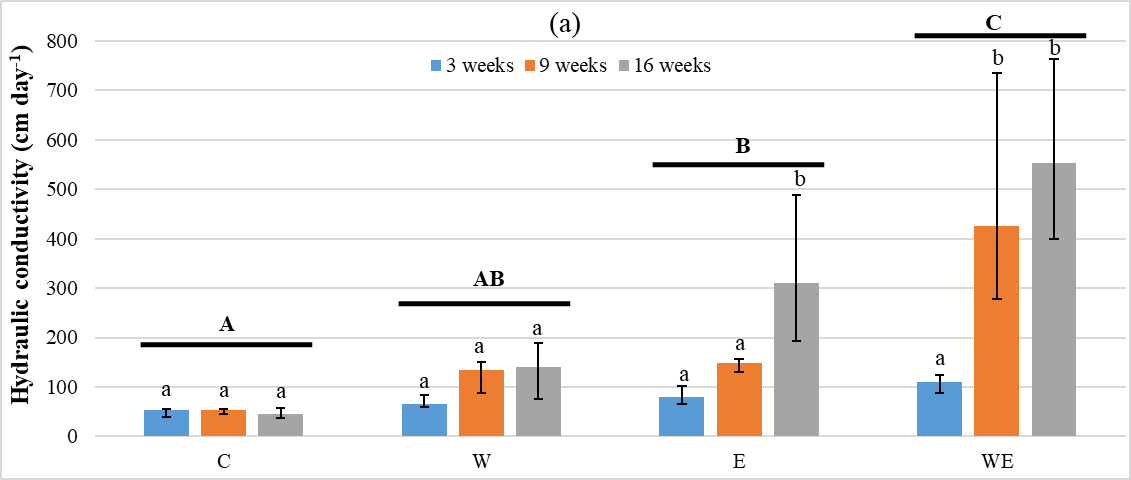 (a)
Hydraulic conductivity (cm day⁻¹)
800
700
600
500
400
300
200
100
0
3 weeks 9 weeks 16 weeks
A
a a a
AB
a a a
B
a a b
C
a b b
C W E WE